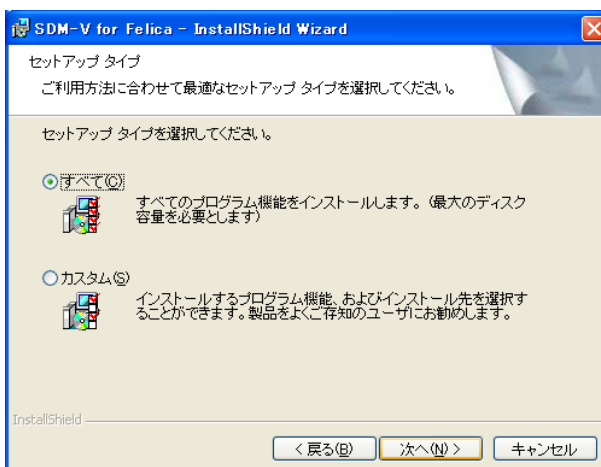 SDM-V for Felica - InstallShield Wizard
セットアップ タイプ
ご利用方法に合わせて最適なセットアップ タイプを選択してください。
セットアップ タイプを選択してください。
すべて(C)
すべてのプログラム機能をインストールします。(最大のディスク
容量を必要とします)
カスタム(S)
インストールするプログラム機能、およびインストール先を選択す
ることができます。製品をよくご存知のユーザにお勧めします。
InstallShield
< 戻る(B) 次へ(N) > キャンセル